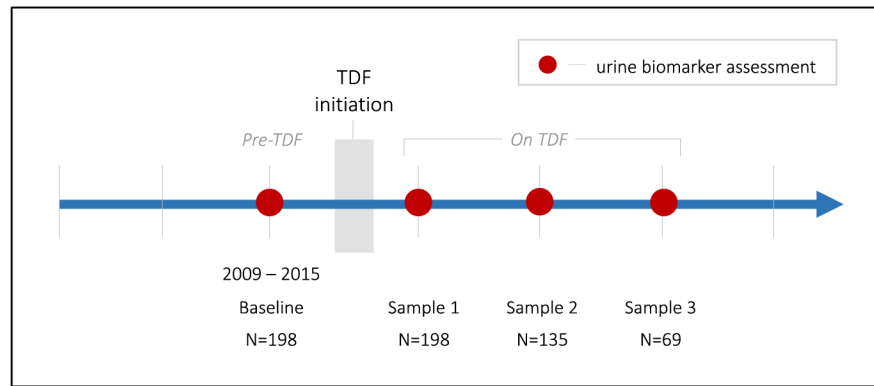 urine biomarker assessment
TDF
initiation
Pre-TDF
On TDF
2009 – 2015
Baseline
Sample 1
Sample 2
Sample 3
N=198
N=198
N=135
N=69